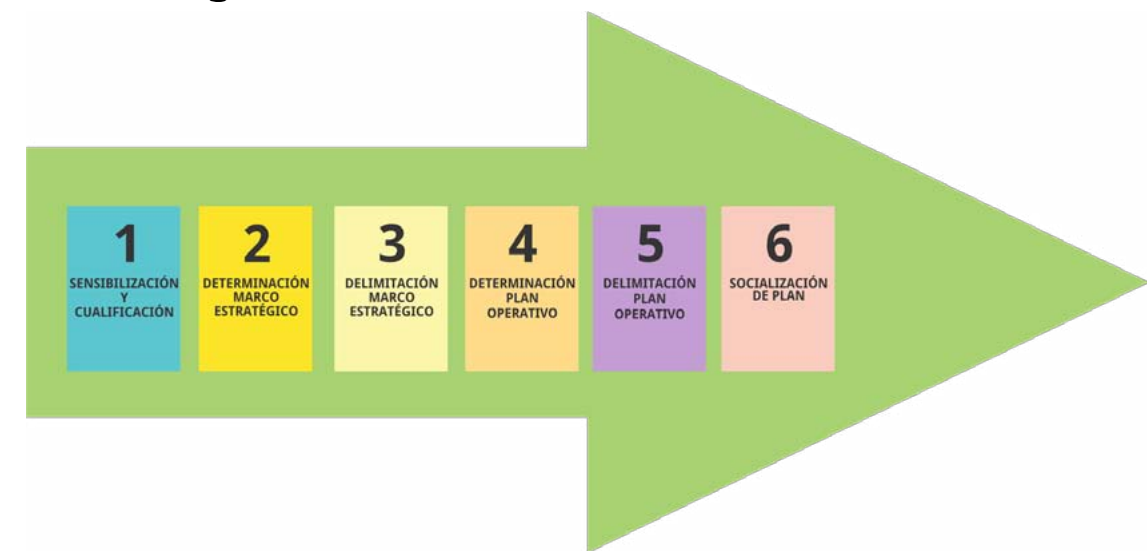 1
SENSIBILIZACIÓN
Y
CUALIFICACIÓN
2
DETERMINACIÓN
MARCO
ESTRATÉGICO
3
DELIMITACIÓN
MARCO
ESTRATÉGICO
4
DETERMINACIÓN
PLAN
OPERATIVO
5
DELIMITACIÓN
PLAN
OPERATIVO
6
SOCIALIZACIÓN
DE PLAN